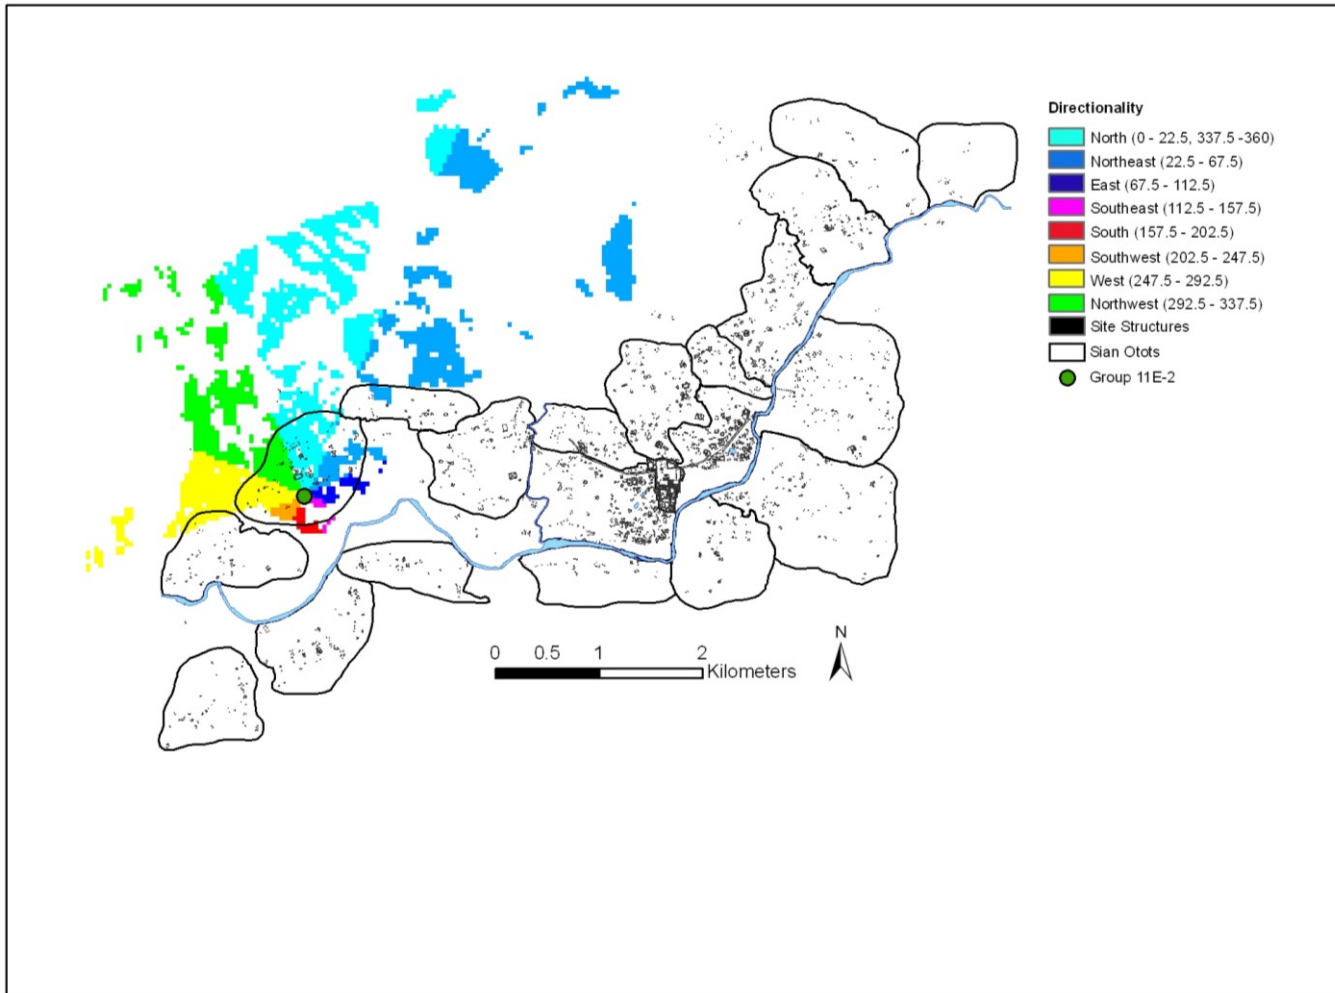 Directionality
North (0 - 22.5, 337.5 -360)
Northeast (22.5 - 67.5)
East (67.5 - 112.5)
Southeast (112.5 - 157.5)
South (157.5 - 202.5)
Southwest (202.5 - 247.5)
West (247.5 - 292.5)
Northwest (292.5 - 337.5)
Site Structures
Sian Otots
Group 11E-2
N
0 0.5 1 2
Kilometers